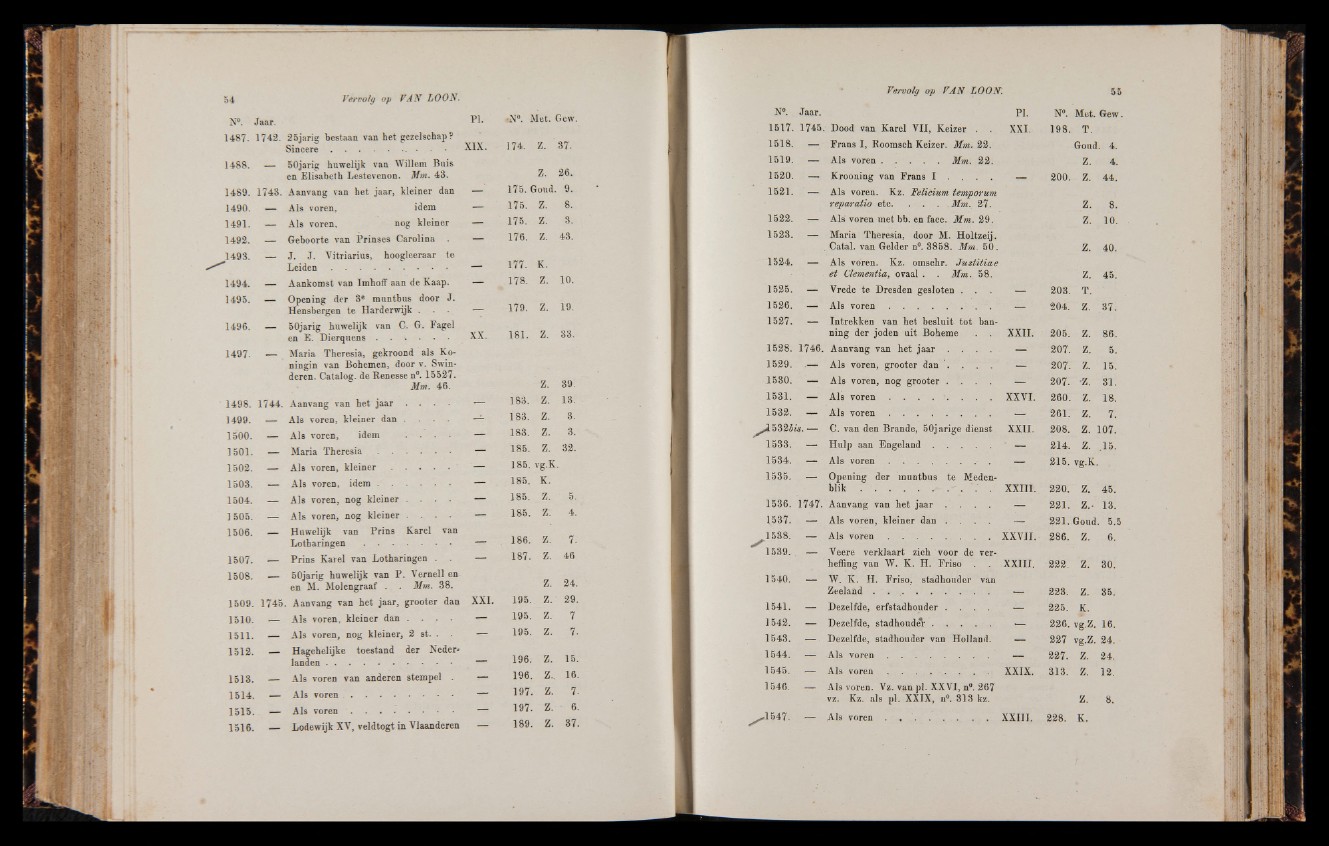 54 Vervolg op VAN LOON.
N°. Jaar. Pl. N°. Met. Gew.
1487. 1742. 25jarig bestaan van het gezelschap?
Sincere . . . . . . . . . XIX. 174. Z. 37.
1488. — 50jarig huwelijk van Willem Buis
en Elisabeth Lestevenon. Mm. 43. Z. 26.
1489. 1743. Aanvang van het jaar, kleiner dan — 175. Goud. 9.
1490. — Als voren, idem — 175. Z. 8.
1491. — Als voren, nog kleiner — 175. Z. 3.
1492. — Geboorte van Prinses Carolina . — 176. Z. 43.
1493. — J. J. Vitriarius, hoogleeraar te
Leiden . . . . . . . . . — 177. K.
1494. — Aankomst van Imhoff aan de Kaap. — 178. Z. 10.
1495. — Opening der 3e muntbus door J.
Hensbergen te Harderwijk . . . — 179. Z. 19.
1496. — 50jarig huwelijk van C. G. Fagel
en E. Dierquens . . . . . . XX. 181. Z. 33.
1497. — Maria Theresia, gekroond als Ko-
ningin van Bohemen, door v. Swin-
deren. Catalog. de Renesse n°. 15527.
Mm. 46. Z. 39.
1498. 1744. Aanvang van het jaar . . . . — 183. Z. 13.
1499. — Als voren, kleiner dan . . . . — 183. Z. 3.
1500. — Als voren, idem . . . . — 183. Z. 3.
1501. — Maria Theresia . . . . . . — 185. Z. 32.
1502. — Als voren, kleiner . . . . . — 185. vg.K.
1503. — Als voren, idem . . . . . . — 185. K.
1504. — Als voren, nog kleiner . . . . — 185. Z. 5.
1505. — Als voren, nog kleiner . . . . — 185. Z. 4.
1506. — Huwelijk van Prins Karel van
Lotharingen . . . . . . . — 186. Z. 7.
1507. — Prins Karel van Lotharingen . . — 187. Z. 46
1508. — 50jarig huwelijk van P. Vernell en
en M. Molengraaf . . Mm. 38. Z. 24.
1509. 1745. Aanvang van het jaar, grooter dan XXI. 195. Z. 29.
1510. — Als voren, kleiner dan . . . . — 195. Z. 7
1511. — Als voren, nog kleiner, 2 st. . . — 195. Z. 7.
1512. — Hagchelijke toestand der Neder-
landen . . . . . . . . . . — 196. Z. 15.
1513. — Als voren van anderen stempel . — 196. Z. 16.
1514. — Als voren . . . . . . . . — 197. Z. 7.
1515. — Als voren . . . . . . . . — 197. Z. 6.
1516. — Lodewijk XV, veldtogt in Vlaanderen — 189. Z. 37.
Vervolg op VAN LOON. 55
N°. Jaar. Pl. N°. Met. Gew.
1517. 1745. Dood van Karel VII, Keizer . . XXI. 198. T.
1518. — Frans I, Roomsch Keizer. Mm. 22. Goud. 4.
1519. — Als voren . . . . . Mm. 22. Z. 4.
1520. — Krooning van Frans I . . . . — 200. Z. 44.
1521. — Als voren. Kz. Felicium temporum
reparatio etc. . . . Mm. 27. Z. 8.
1522. — Als voren met bb. en face. Mm. 29. Z. 10.
1523. — Maria Theresia, door M. Holtzeij.
Catal. van Gelder n°. 3858. Mm. 50. Z. 40.
1524. — Als voren. Kz. omschr. Justitiae
et Clementia, ovaal . . Mm. 58. Z. 45.
1525. — Vrede te Dresden gesloten . . . — 203. T.
1526. — Als voren . . . . . . . . — 204. Z. 37.
1527. — Intrekken van het besluit tot ban-
ning der joden uit Boheme . . XXII. 205. Z. 86.
1528. 1746. Aanvang van het jaar . . . . — 207. Z. 5.
1529. — Als voren, grooter dan . . . . — 207. Z. 15.
1530. — Als voren, nog grooter . . . . — 207. Z. 31.
1531. — Als voren . . . . . . . . XXVI. 260. Z. 18.
1532. — Als voren . . . . . . . . — 261. Z. 7.
1532bis. — C. van den Brande, 50jarige dienst XXII. 208. Z. 107.
1533. — Hulp aan Engeland . . . . . — 214. Z. 15.
1534. — Als voren . . . . . . . . — 215. vg.K.
1535. — Opening der muntbus te Meden-
blik . . . . . . . . . . XXIII. 220. Z. 45.
1536. 1747. Aanvang van het jaar . . . . — 221. Z. 13.
1537. — Als voren, kleiner dan . . . . — 221. Goud. 5.5
1538. — Als voren . . . . . . . . XXVII. 286. Z. 6.
1539. — Veere verklaart zich voor de ver-
heffing van W. K. H. Friso . . XXIII. 222. Z. 30.
1540. — W. K. H. Friso, stadhouder van
Zeeland . . . . . . . . . — 223. Z. 35.
1541. — Dezelfde, erfstadhouder . . . . — 225. K.
1542. — Dezelfde, stadhouder . . . . . — 226. vg.Z. 16.
1543. — Dezelfde, stadhouder van Holland. — 227 vg.Z. 24.
1544. — Als voren . . . . . . . . — 227. Z. 24.
1545. — Als voren . . . . . . . . XXIX. 313. Z. 12.
1546 — Als voren. Vz. van pl. XXVI, n°. 267
vz. Kz. als pl. XXIX, n°. 313 kz. Z. 8.
1547. — Als voren . . . . . . . . XXIII. 228. K.